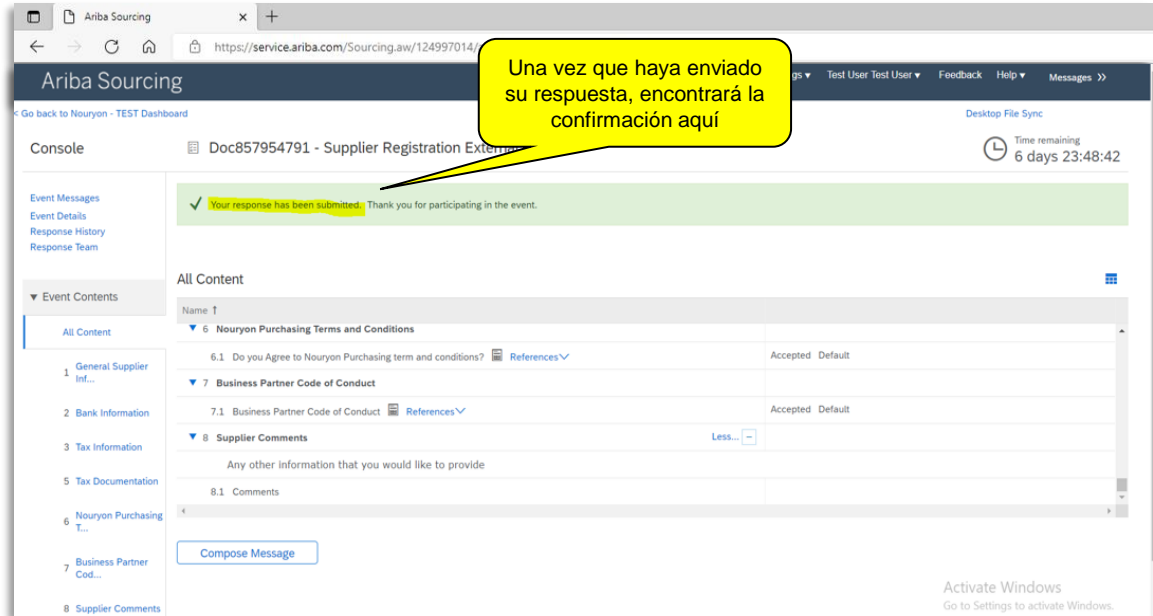 Ariba Sourcing
https://service.ariba.com/Sourcing.aw/124997014/
Una vez que haya enviado
su respuesta, encontrará la
confirmación aquí
Ariba Sourcing
Test User Test User
Feedback
Help
Messages
< Go back to Nouryon - TEST Dashboard
Desktop File Sync
Console
Doc857954791 - Supplier Registration
Time remaining
6 days 23:48:42
Event Messages
Event Details
Response History
Response Team
Your response has been submitted. Thank you for participating in the event.
All Content
Event Contents
Name ↑
All Content
6 Nouryon Purchasing Terms and Conditions
6.1 Do you Agree to Nouryon Purchasing term and conditions? References Accepted Default
7 Business Partner Code of Conduct
7.1 Business Partner Code of Conduct References Accepted Default
8 Supplier Comments Less...
Any other information that you would like to provide
8.1 Comments
1 General Supplier
Inf...
2 Bank Information
3 Tax Information
5 Tax Documentation
6 Nouryon Purchasing
T...
7 Business Partner
Cod...
8 Supplier Comments
Compose Message
Activate Windows
Go to Settings to activate Windows.